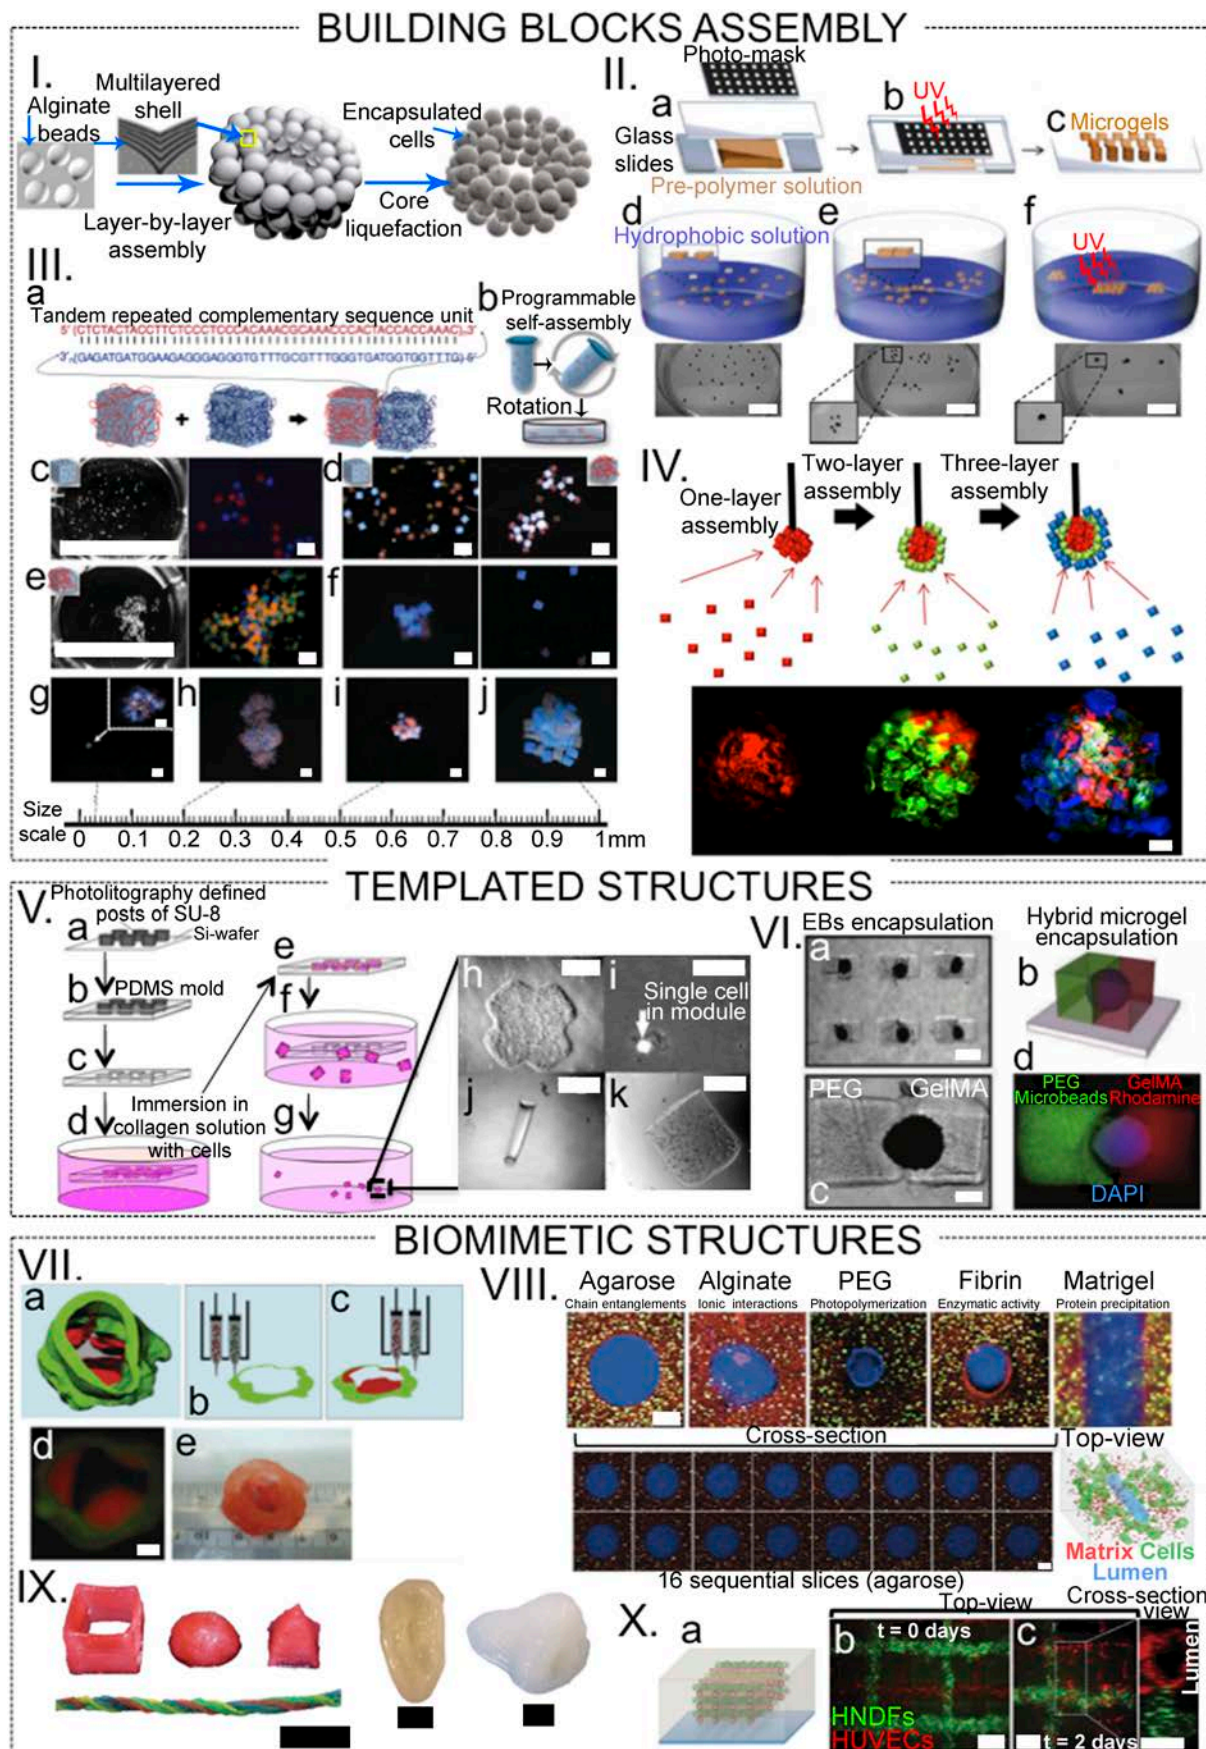 BUILDING BLOCKS ASSEMBLY
I.
Alginate
beads
Multilayered
shell
Encapsulated
cells
Layer-by-layer
assembly
Core
liquefaction
II.
Photo-mask
a
Glass
slides
Pre-polymer solution
b
UV
c
Microgels
d
Hydrophobic solution
e
f
UV
III.
a
Tandem repeated complementary sequence unit
b
Programmable
self-assembly
Rotation
c
d
e
f
g
h
i
j
Size
scale
0 0.1 0.2 0.3 0.4 0.5 0.6 0.7 0.8 0.9 1mm
IV.
One-layer
assembly
Two-layer
assembly
Three-layer
assembly
TEMPLATED STRUCTURES
V.
Photolitography defined
posts of SU-8
a
Si-wafer
b
PDMS mold
c
d
Immersion in
collagen solution
with cells
e
f
g
h
i
Single cell
in module
j
k
VI.
EBs encapsulation
a
Hybrid microgel
encapsulation
b
PEG
GelMA
c
d
PEG
Microbeads
GelMA
Rhodamine
DAPI
BIOMIMETIC STRUCTURES
VII.
a
b
c
d
e
VIII.
Agarose
Chain entanglements
Alginate
Ionic interactions
PEG
Photopolymerization
Fibrin
Enzymatic activity
Matrigel
Protein precipitation
Cross-section
Top-view
16 sequential slices (agarose)
Matrix Cells
Lumen
IX.
X.
a
Top-view
Cross-section
view
b
t = 0 days
HNDFs
HUVECs
c
t = 2 days
Lumen